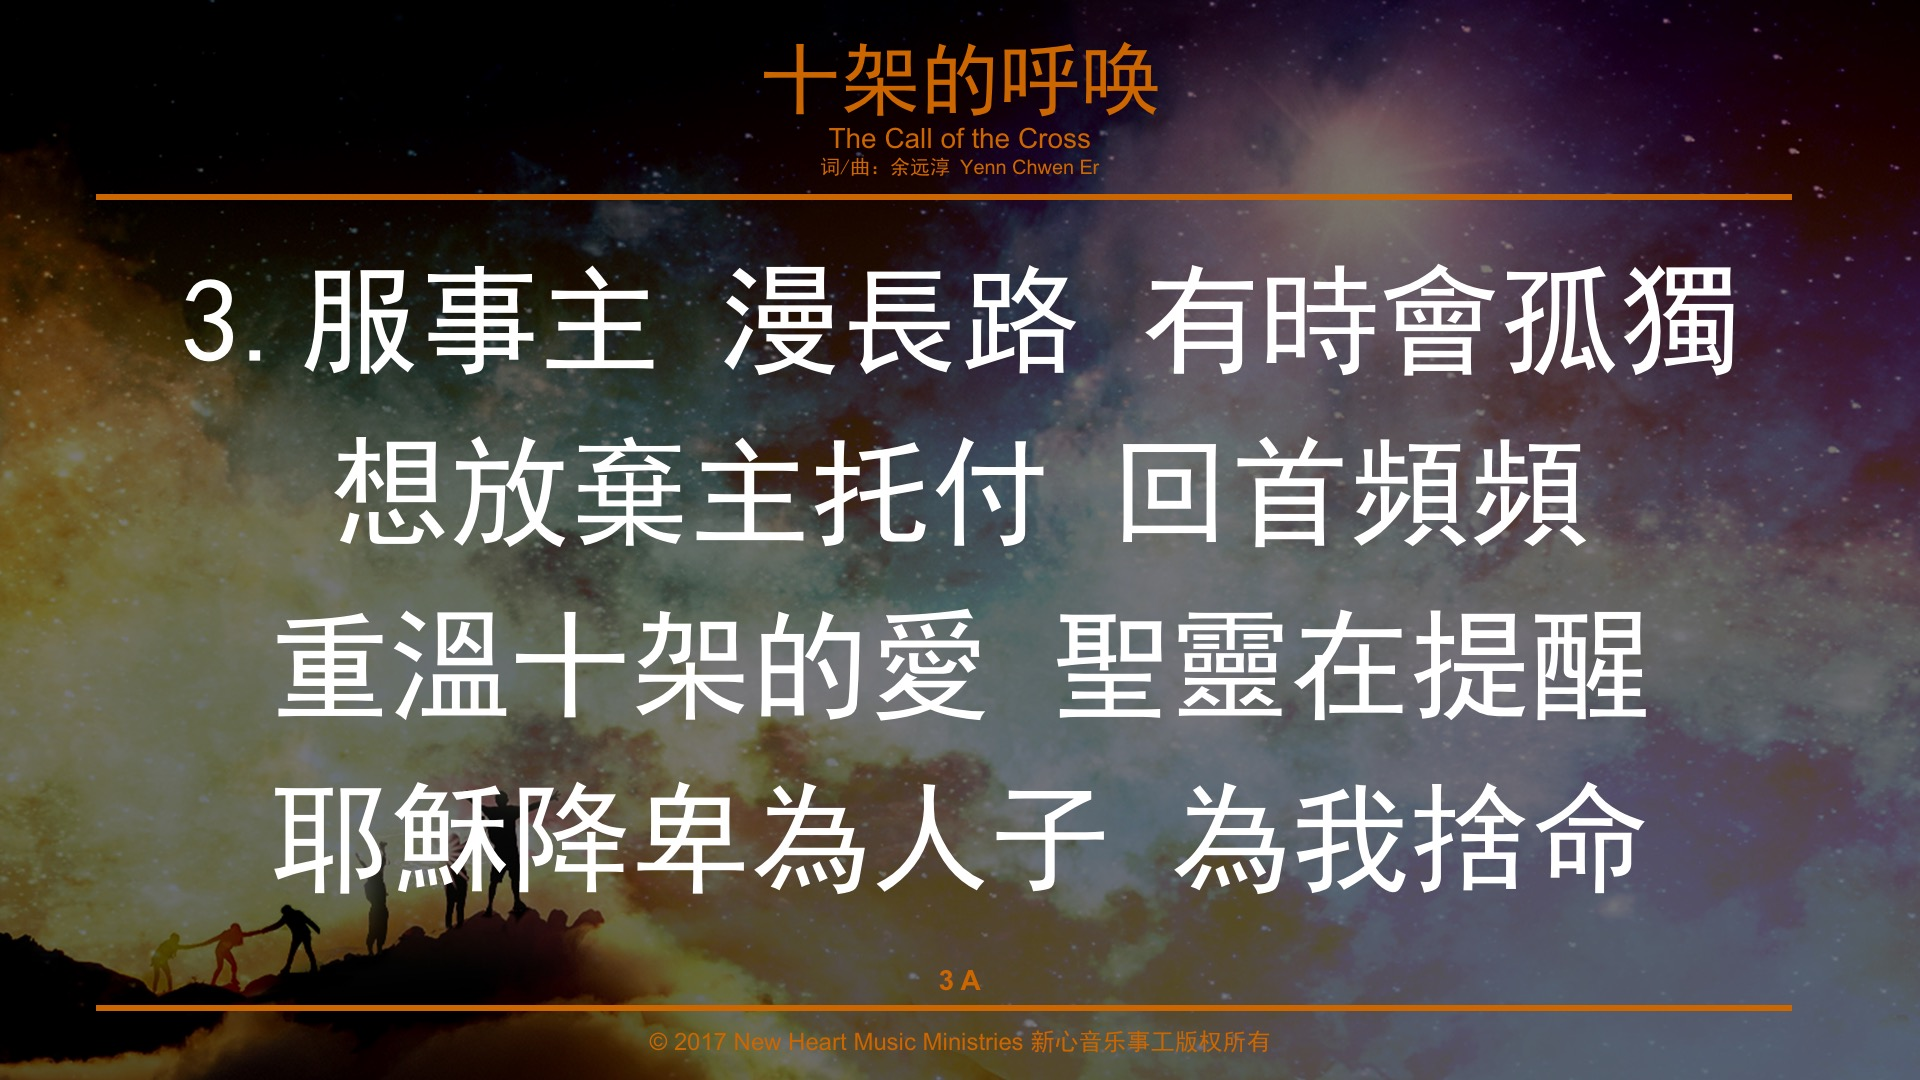 十架的呼唤
The Call of the Cross
词/曲：余远淳 Yenn Chwen Er
3. 服事主 漫長路 有時會孤獨
想放棄主托付 回首頻頻
重溫十架的愛 聖靈在提醒
耶穌降卑為人子 為我捨命
3 A
© 2017 New Heart Music Ministries 新心音乐事工版权所有